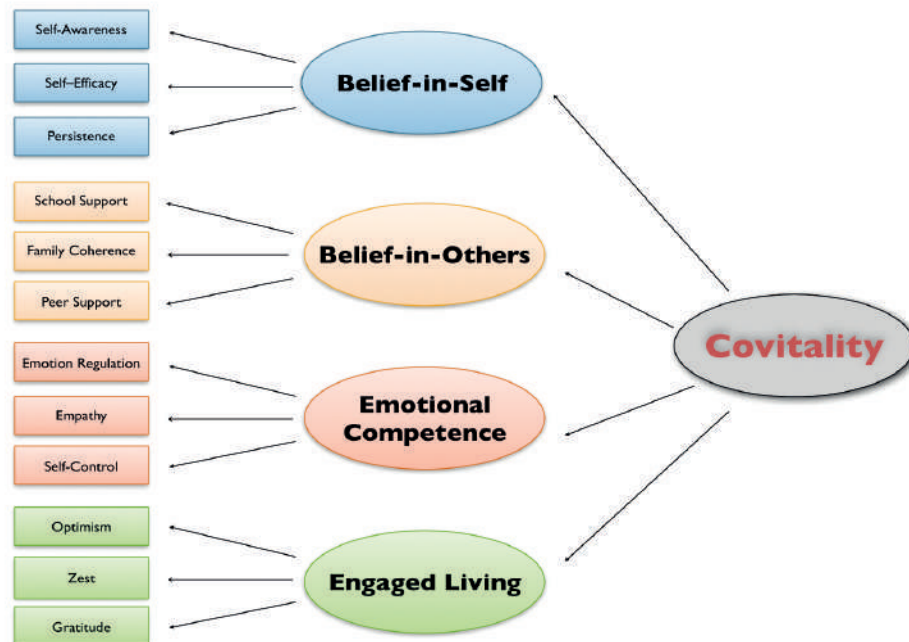 Self-Awareness
Self–Efficacy
Persistence
Belief-in-Self
School Support
Family Coherence
Peer Support
Belief-in-Others
Covitality
Emotion Regulation
Empathy
Self-Control
Emotional
Competence
Optimism
Zest
Gratitude
Engaged Living